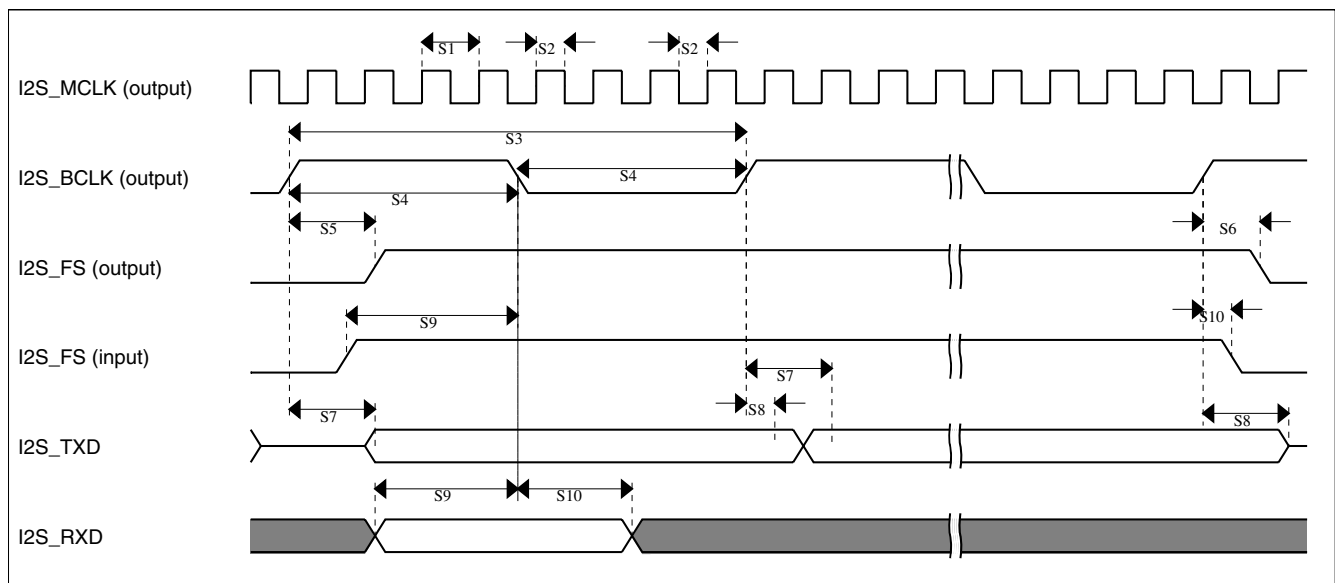 S1 S2 S2
I2S_MCLK (output)
S3
I2S_BCLK (output)
S4
S4
S5 S6
I2S_FS (output)
S9 S10
I2S_FS (input)
S7
S7 S8 S8
I2S_TXD
S9 S10
I2S_RXD